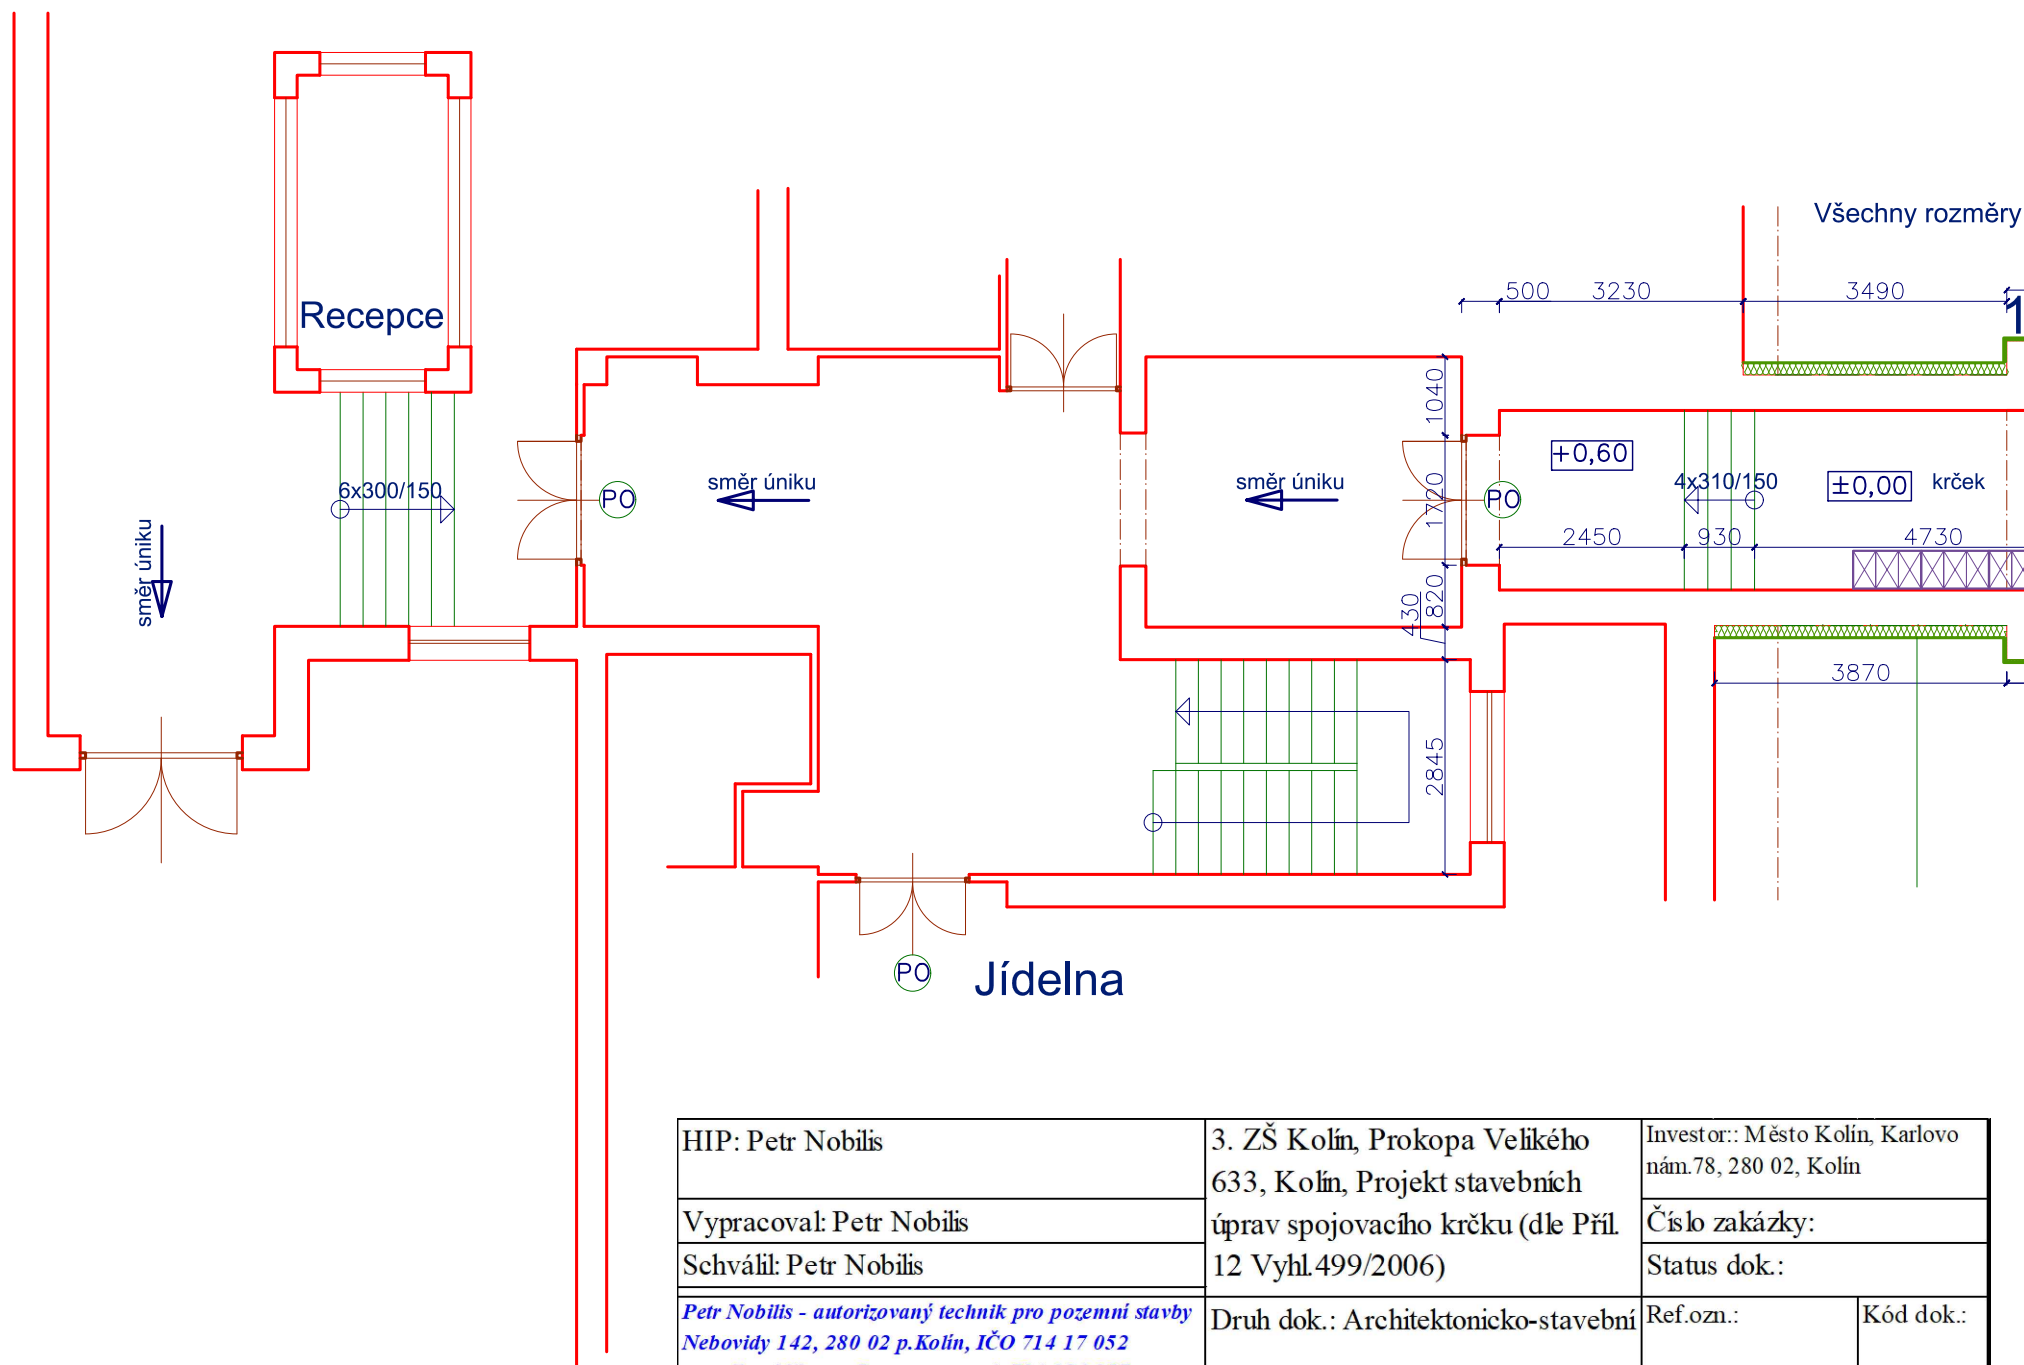 Všechny rozměry
500
3230
3490
1
Recepce
1040
+0,60
6x300/150
směr úniku
směr úniku
4x310/150
±0,00
krček
PO
PO
1720
2450
930
4730
směr úniku
430
820
3870
2845
PO
Jídelna
HIP: Petr Nobilis
Vypracoval: Petr Nobilis
Schválil: Petr Nobilis
Petr Nobilis - autorizovaný technik pro pozemní stavby
Nebovidy 142, 280 02 p.Kolín, IČO 714 17 052
3. ZŠ Kolín, Prokopa Velikého
633, Kolín, Projekt stavebních
úprav spojovacího krčku (dle Příl.
12 Vyhl.499/2006)
Druh dok.: Architektonicko-stavební
Investor:: Město Kolín, Karlovo
nám.78, 280 02, Kolín
Číslo zakázky:
Status dok.:
Ref.ozn.:
Kód dok.: